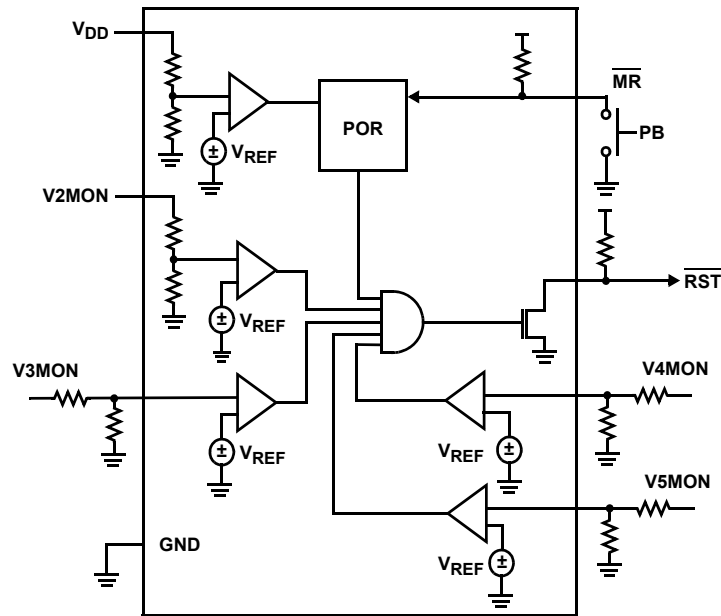 VDD
MR
POR
PB
VREF
V2MON
RST
VREF
V3MON
V4MON
VREF
VREF
V5MON
GND
VREF